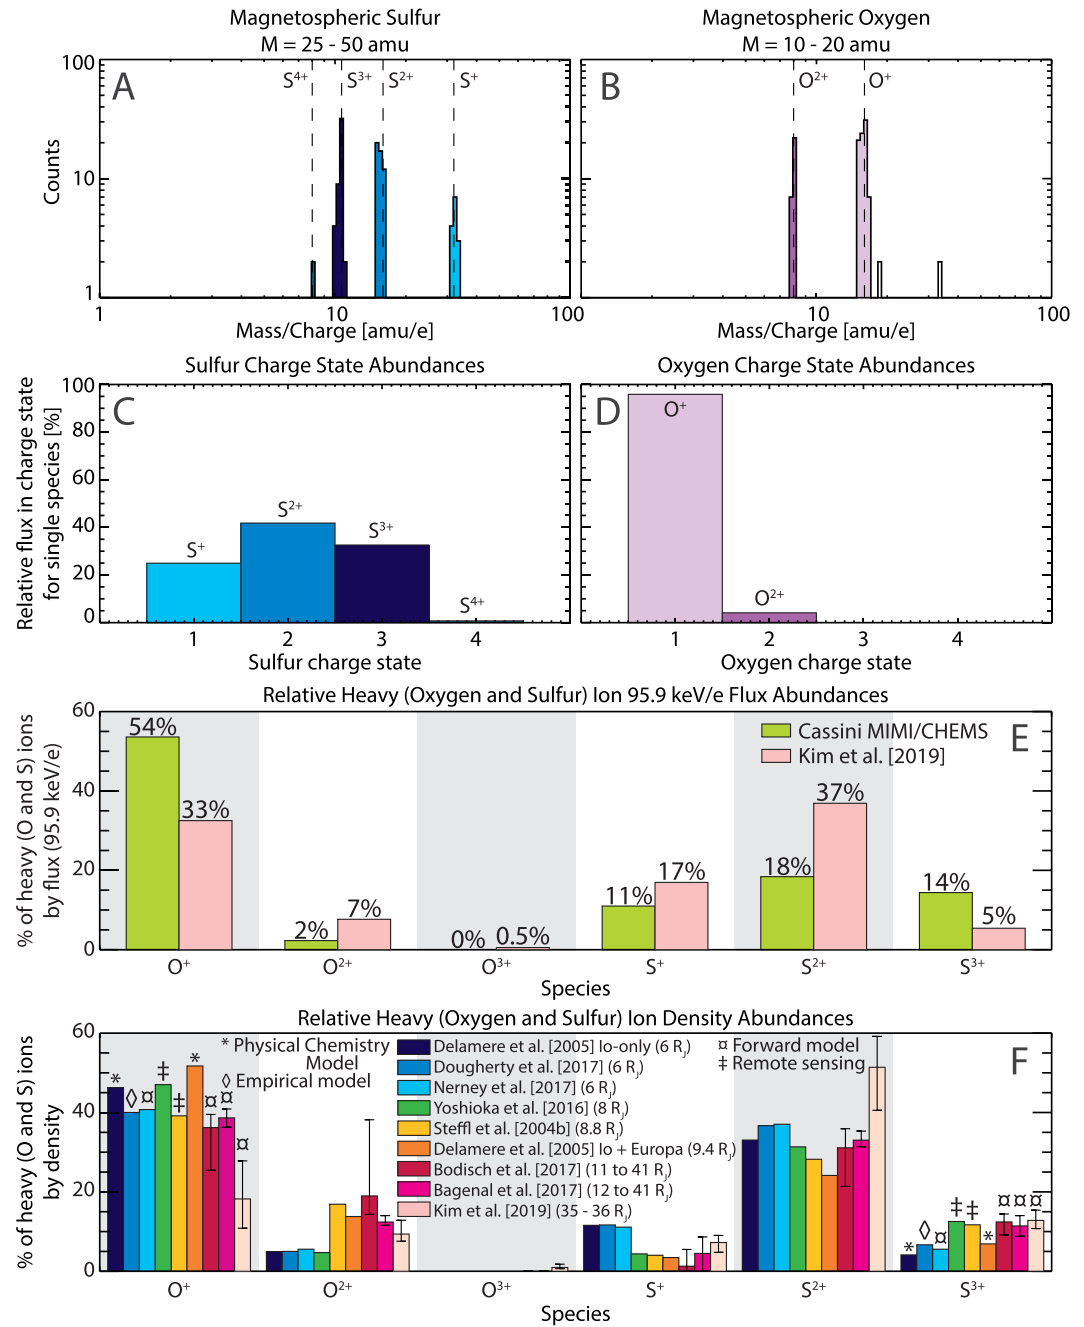 Magnetospheric Sulfur
M = 25 - 50 amu
Magnetospheric Oxygen
M = 10 - 20 amu
100
10
1
Counts
A
S⁴⁺
S³⁺
S²⁺
S⁺
B
O²⁺
O⁺
1
10
100
Mass/Charge [amu/e]
1
10
100
Mass/Charge [amu/e]
Sulfur Charge State Abundances
Oxygen Charge State Abundances
Relative flux in charge state
for single species [%]
100
80
60
40
20
0
C
S⁺
S²⁺
S³⁺
S⁴⁺
D
O⁺
O²⁺
1 2 3 4
Sulfur charge state
1 2 3 4
Oxygen charge state
Relative Heavy (Oxygen and Sulfur) Ion 95.9 keV/e Flux Abundances
% of heavy (O and S) ions
by flux (95.9 keV/e)
60
40
20
0
E
Cassini MIMI/CHEMS
Kim et al. [2019]
54%
33%
2%
7%
0%
0.5%
11%
17%
18%
37%
14%
5%
O⁺ O²⁺ O³⁺ S⁺ S²⁺ S³⁺
Species
Relative Heavy (Oxygen and Sulfur) Ion Density Abundances
% of heavy (O and S) ions
by density
60
40
20
0
F
* Physical Chemistry
Model
◊ Empirical model
Delamere et al. [2005] Io-only (6 Rⱼ)
Dougherty et al. [2017] (6 Rⱼ)
Nerney et al. [2017] (6 Rⱼ)
Yoshioka et al. [2016] (8 Rⱼ)
Steffl et al. [2004b] (8.8 Rⱼ)
Delamere et al. [2005] Io + Europa (9.4 Rⱼ)
Bodisch et al. [2017] (11 to 41 Rⱼ)
Bagenal et al. [2017] (12 to 41 Rⱼ)
Kim et al. [2019] (35 - 36 Rⱼ)
¤ Forward model
‡ Remote sensing
* ◊ ¤ ‡ ‡ * ¤ ¤ ¤
* ◊ ¤ ‡ ‡ * ¤ ¤ ¤
O⁺ O²⁺ O³⁺ S⁺ S²⁺ S³⁺
Species